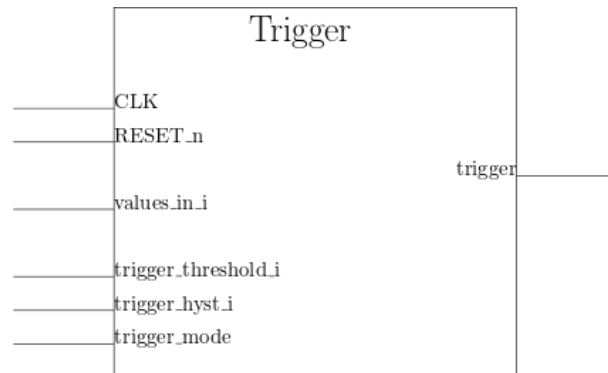 Trigger
CLK
RESET_n
trigger
values_in_i
trigger_threshold_i
trigger_hyst_i
trigger_mode